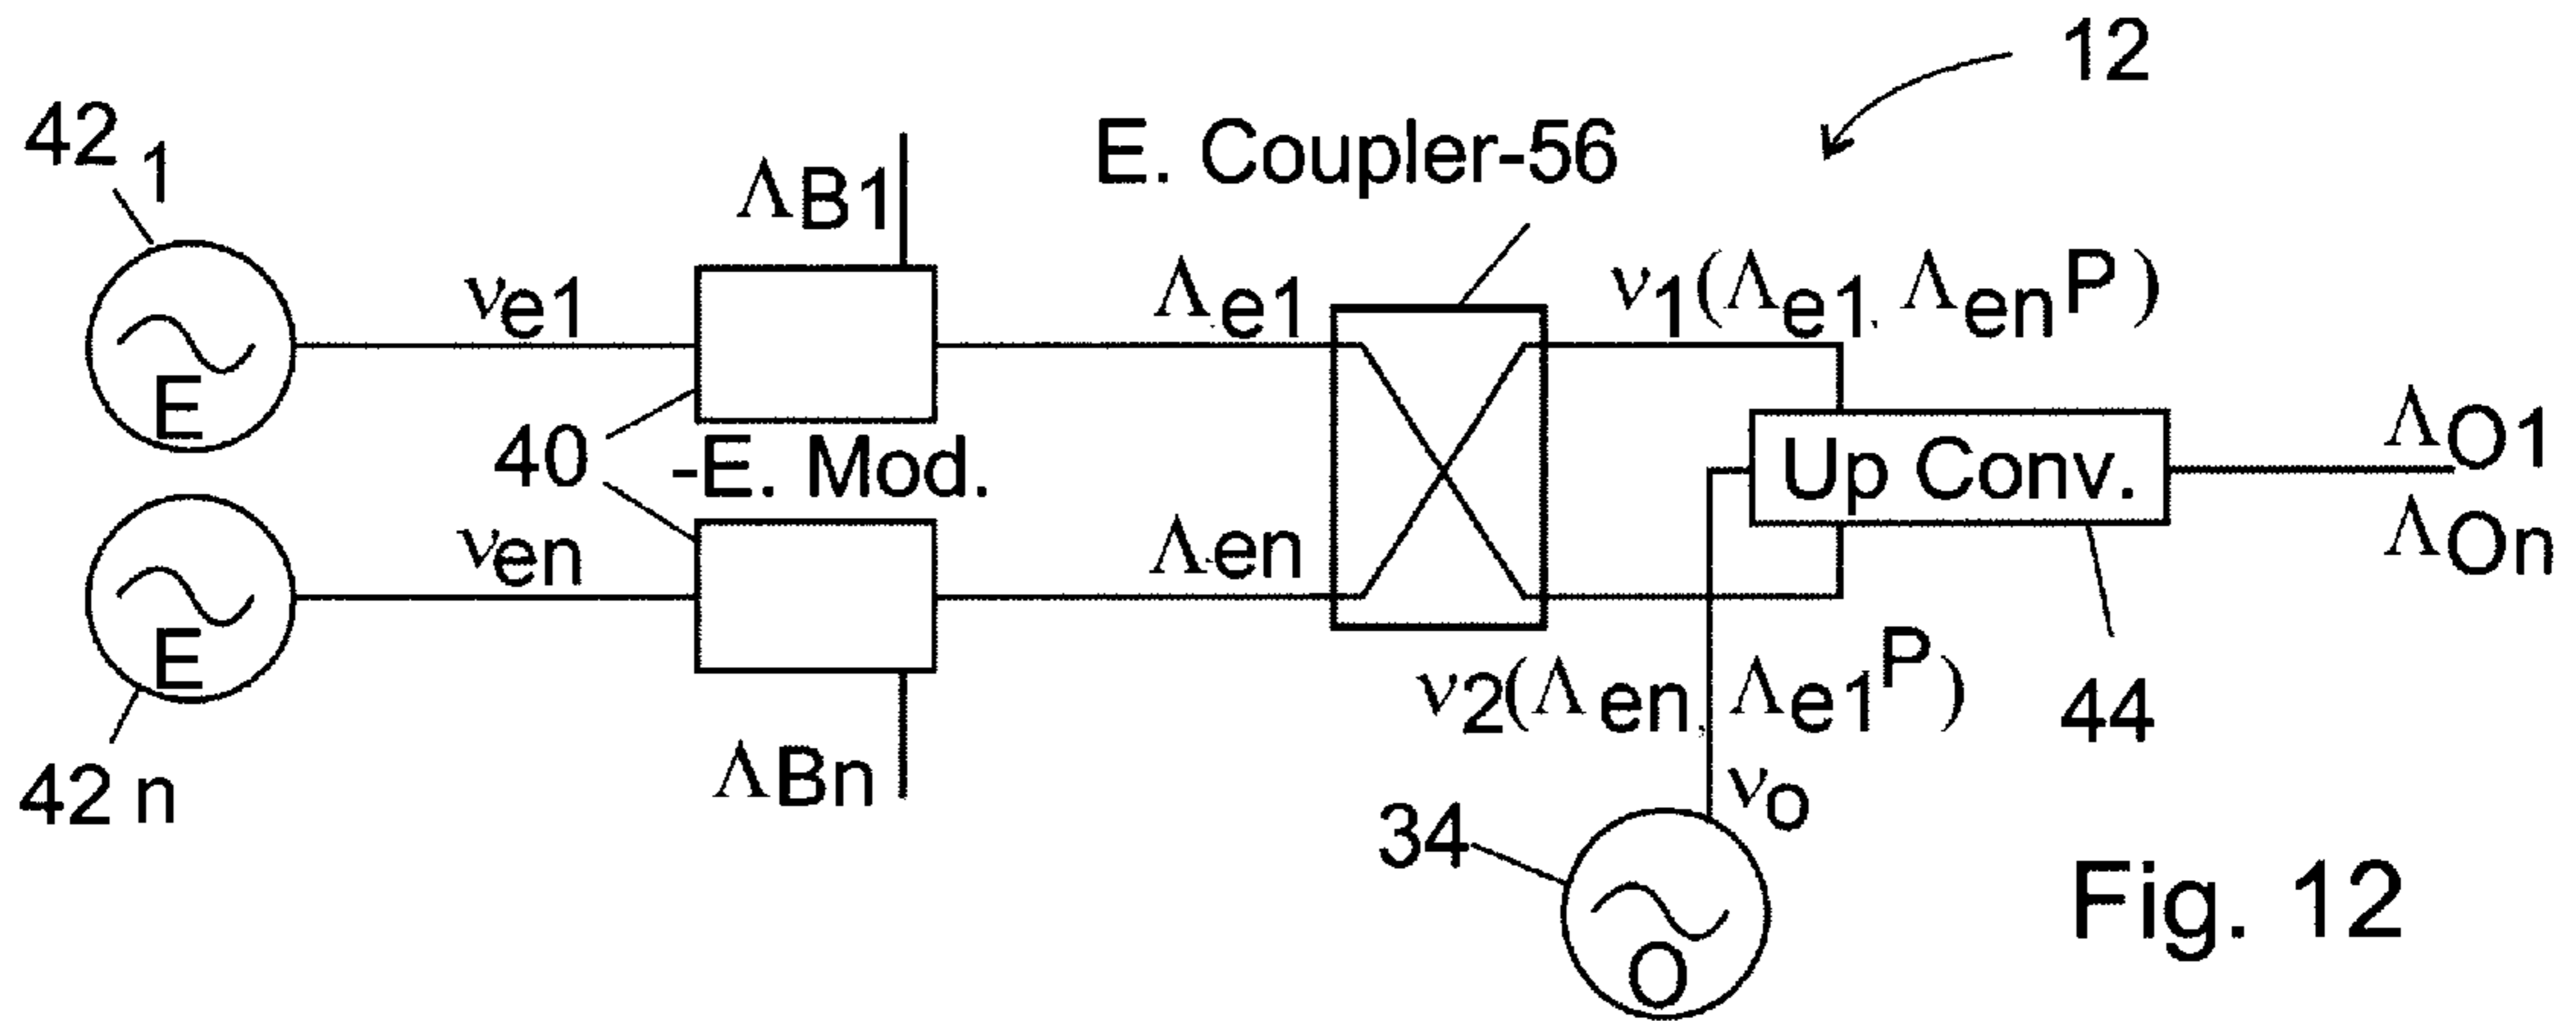 12
42 1
ΛB1
E. Coupler-56
νe1
Λe1
ν1(Λe1, ΛenP)
E
40
-E. Mod.
Up Conv.
ΛO1
ΛOn
νen
Λen
E
ν2(Λen, Λe1P)
44
42 n
ΛBn
νo
34
O
Fig. 12